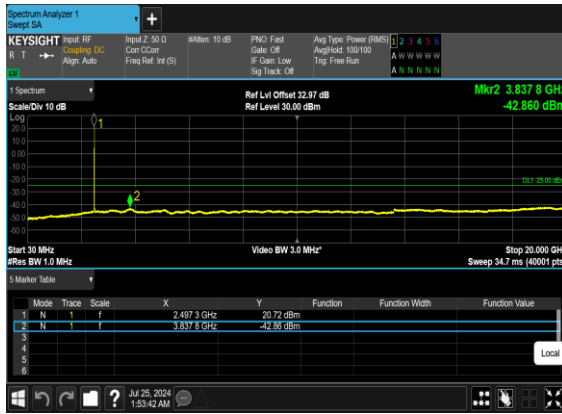 Spectrum Analyzer 1
Swept SA
+
KEYSIGHT Input: RF Input Z: 50 Ω #Atten: 10 dB PNO: Fast Avg Type: Power (RMS) 1 2 3 4 5 6
R T Coupling: DC Corr CCorr Gate: Off Avg|Hold: 100/100 A W W W W W
Align: Auto Freq Ref: Int (S) IF Gain: Low Trig: Free Run
LXI Sig Track: Off A N N N N N
1 Spectrum Ref Lvl Offset 32.97 dB Mkr2 3.837 8 GHz
Scale/Div 10 dB Ref Level 30.00 dBm -42.860 dBm
Log
1
20.0
10.0
0.00
-10.0
-20.0
DL1 -25.00 dBm
-30.0
2
-40.0
-50.0
-60.0
Start 30 MHz Video BW 3.0 MHz* Stop 20.000 GHz
#Res BW 1.0 MHz Sweep 34.7 ms (40001 pts)
5 Marker Table
Mode Trace Scale X Y Function Function Width Function Value
1 N 1 f 2.497 3 GHz 20.72 dBm
2 N 1 f 3.837 8 GHz -42.86 dBm
3
4
5
6
Local
? Jul 25, 2024
1:53:42 AM